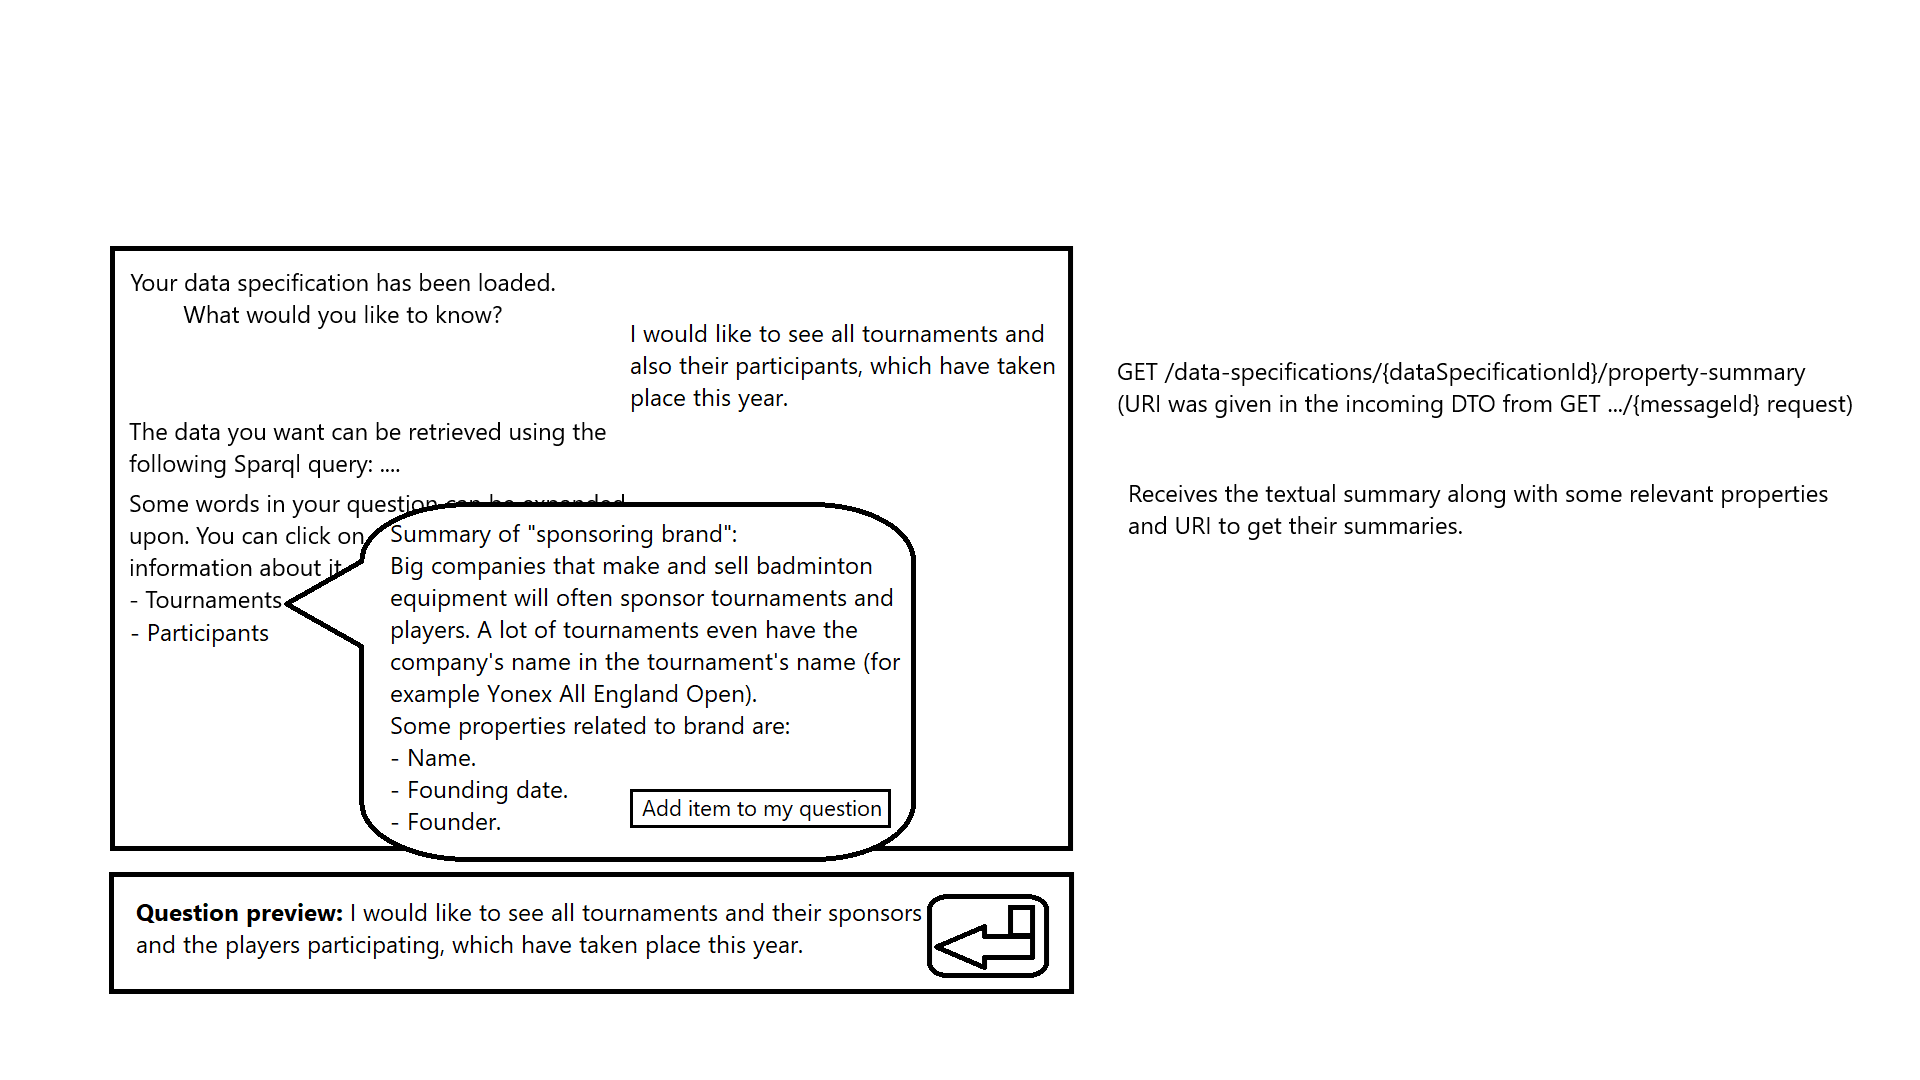 Your data specification has been loaded.
What would you like to know?
I would like to see all tournaments and
also their participants, which have taken
place this year.
The data you want can be retrieved using the
following Sparql query: ....
Some words in your question can be expanded
upon. You can click on
information about it
- Tournaments
- Participants
Summary of "sponsoring brand":
Big companies that make and sell badminton
equipment will often sponsor tournaments and
players. A lot of tournaments even have the
company's name in the tournament's name (for
example Yonex All England Open).
Some properties related to brand are:
- Name.
- Founding date.
- Founder.
Add item to my question
Question preview: I would like to see all tournaments and their sponsors
and the players participating, which have taken place this year.
GET /data-specifications/{dataSpecificationId}/property-summary
(URI was given in the incoming DTO from GET .../{messageId} request)
Receives the textual summary along with some relevant properties
and URI to get their summaries.